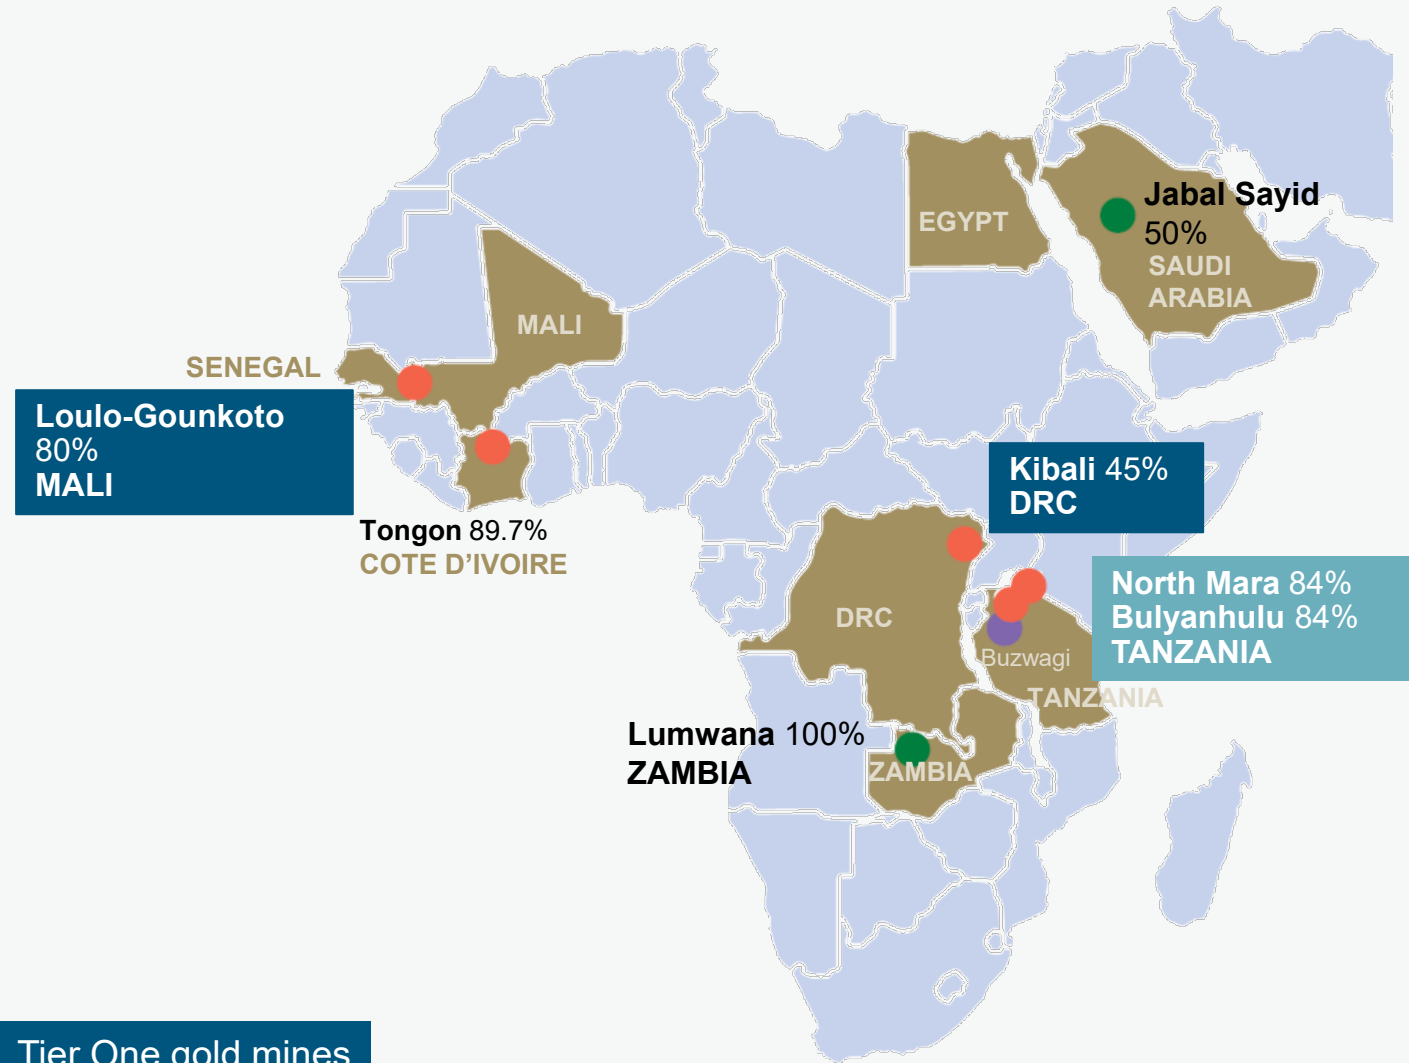 Jabal Sayid
50%
SAUDI
ARABIA
EGYPT
MALI
SENEGAL
Loulo-Gounkoto
80%
MALI
Kibali 45%
DRC
Tongon 89.7%
COTE D’IVOIRE
North Mara 84%
Bulyanhulu 84%
TANZANIA
DRC
Buzwagi
TANZANIA
Lumwana 100%
ZAMBIA
ZAMBIA
Tier One gold mines